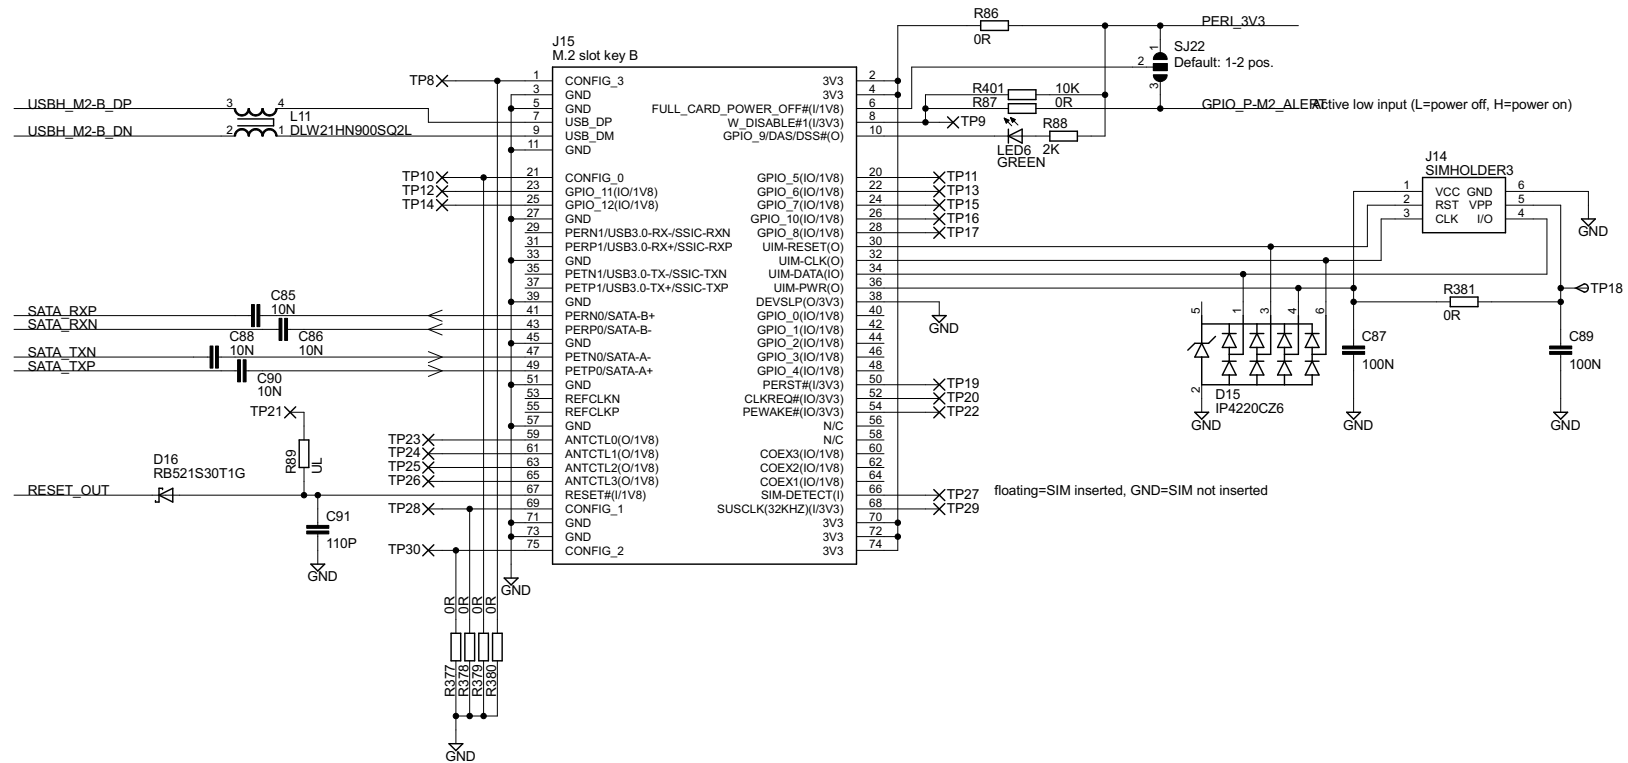 R86
0R
PERI_3V3
J15
M.2 slot key B
SJ22
Default: 1-2 pos.
1
2
3
TP8
1 CONFIG_3 3V3 2
3 GND 3V3 4
5 GND FULL_CARD_POWER_OFF#(I/1V8) 6
7 USB_DP W_DISABLE#1(I/3V3) 8
9 USB_DM GPIO_9/DAS/DSS#(O) 10
11 GND
USBH_M2-B_DP
USBH_M2-B_DN
3 4
L11
2 1 DLW21HN900SQ2L
R401 10K
R87 0R
GPIO_P-M2_ALERT
Active low input (L=power off, H=power on)
TP9
R88
2K
LED6
GREEN
TP10 21 CONFIG_0 GPIO_5(IO/1V8) 20 TP11
TP12 23 GPIO_11(IO/1V8) GPIO_6(IO/1V8) 22 TP13
TP14 25 GPIO_12(IO/1V8) GPIO_7(IO/1V8) 24 TP15
27 GND GPIO_10(IO/1V8) 26 TP16
29 PERN1/USB3.0-RX-/SSIC-RXN GPIO_8(IO/1V8) 28 TP17
31 PERP1/USB3.0-RX+/SSIC-RXP UIM-RESET(O) 30
33 GND UIM-CLK(O) 32
35 PETN1/USB3.0-TX-/SSIC-TXN UIM-DATA(IO) 34
37 PETP1/USB3.0-TX+/SSIC-TXP UIM-PWR(O) 36
39 GND DEVSLP(O/3V3) 38
41 PERN0/SATA-B+ GPIO_0(IO/1V8) 40
43 PERP0/SATA-B- GPIO_1(IO/1V8) 42
45 GND GPIO_2(IO/1V8) 44
47 PETN0/SATA-A- GPIO_3(IO/1V8) 46
49 PETP0/SATA-A+ GPIO_4(IO/1V8) 48
51 GND PERST#(I/3V3) 50 TP19
53 REFCLKN CLKREQ#(IO/3V3) 52 TP20
55 REFCLKP PEWAKE#(IO/3V3) 54 TP22
57 GND N/C 56
TP23 59 ANTCTL0(O/1V8) N/C 58
TP24 61 ANTCTL1(O/1V8) COEX3(IO/1V8) 60
TP25 63 ANTCTL2(O/1V8) COEX2(IO/1V8) 62
TP26 65 ANTCTL3(O/1V8) COEX1(IO/1V8) 64
67 RESET#(I/1V8) SIM-DETECT(I) 66 TP27
TP28 69 CONFIG_1 SUSCLK(32KHZ)(I/3V3) 68 TP29
71 GND 3V3 70
73 GND 3V3 72
TP30 75 CONFIG_2 3V3 74
floating=SIM inserted, GND=SIM not inserted
GND
J14
SIMHOLDER3
1 VCC GND 6
2 RST VPP 5
3 CLK I/O 4
GND
R381
0R
TP18
C87
100N
GND
C89
100N
GND
5 1 3 4 6
2
D15
IP4220CZ6
GND
SATA_RXP
SATA_RXN
SATA_TXN
SATA_TXP
C85
10N
C88
10N
C86
10N
C90
10N
TP21
R89
UL
D16
RB521S30T1G
RESET_OUT
C91
110P
GND
GND
0R 0R 0R
R377 R378 R379 R380
GND